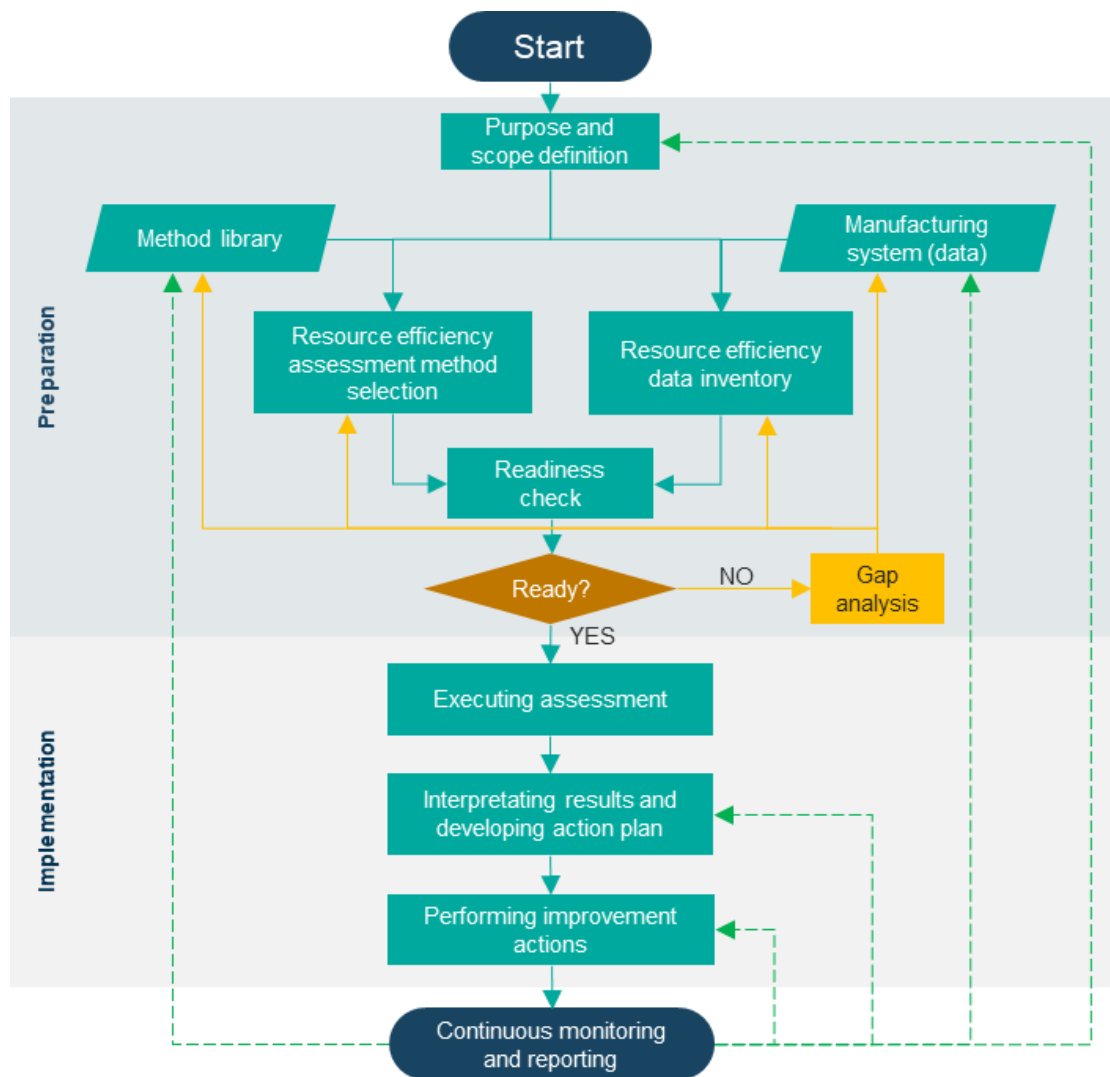 Start
Purpose and
scope definition
Method library
Manufacturing
system (data)
Preparation
Resource efficiency
assessment method
selection
Resource efficiency
data inventory
Readiness
check
Ready?
NO
Gap
analysis
YES
Implementation
Executing assessment
Interpretating results and
developing action plan
Performing improvement
actions
Continuous monitoring
and reporting